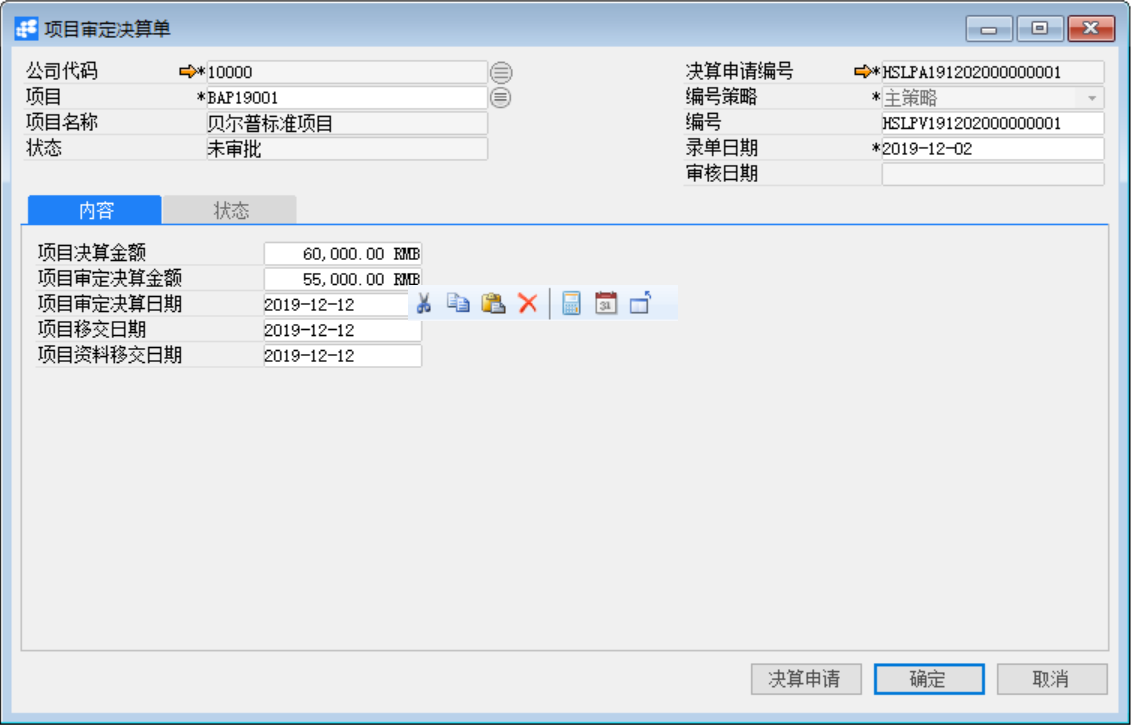 项目审定决算单
公司代码 *10000
项目 *BAP19001
项目名称 贝尔普标准项目
状态 未审批
决算申请编号 *HSLPA191202000000001
编号策略 *主策略
编号 HSLPV191202000000001
录单日期 *2019-12-02
审核日期
内容 状态
项目决算金额 60,000.00 RMB
项目审定决算金额 55,000.00 RMB
项目审定决算日期 2019-12-12
31
项目移交日期 2019-12-12
项目资料移交日期 2019-12-12
决算申请 确定 取消